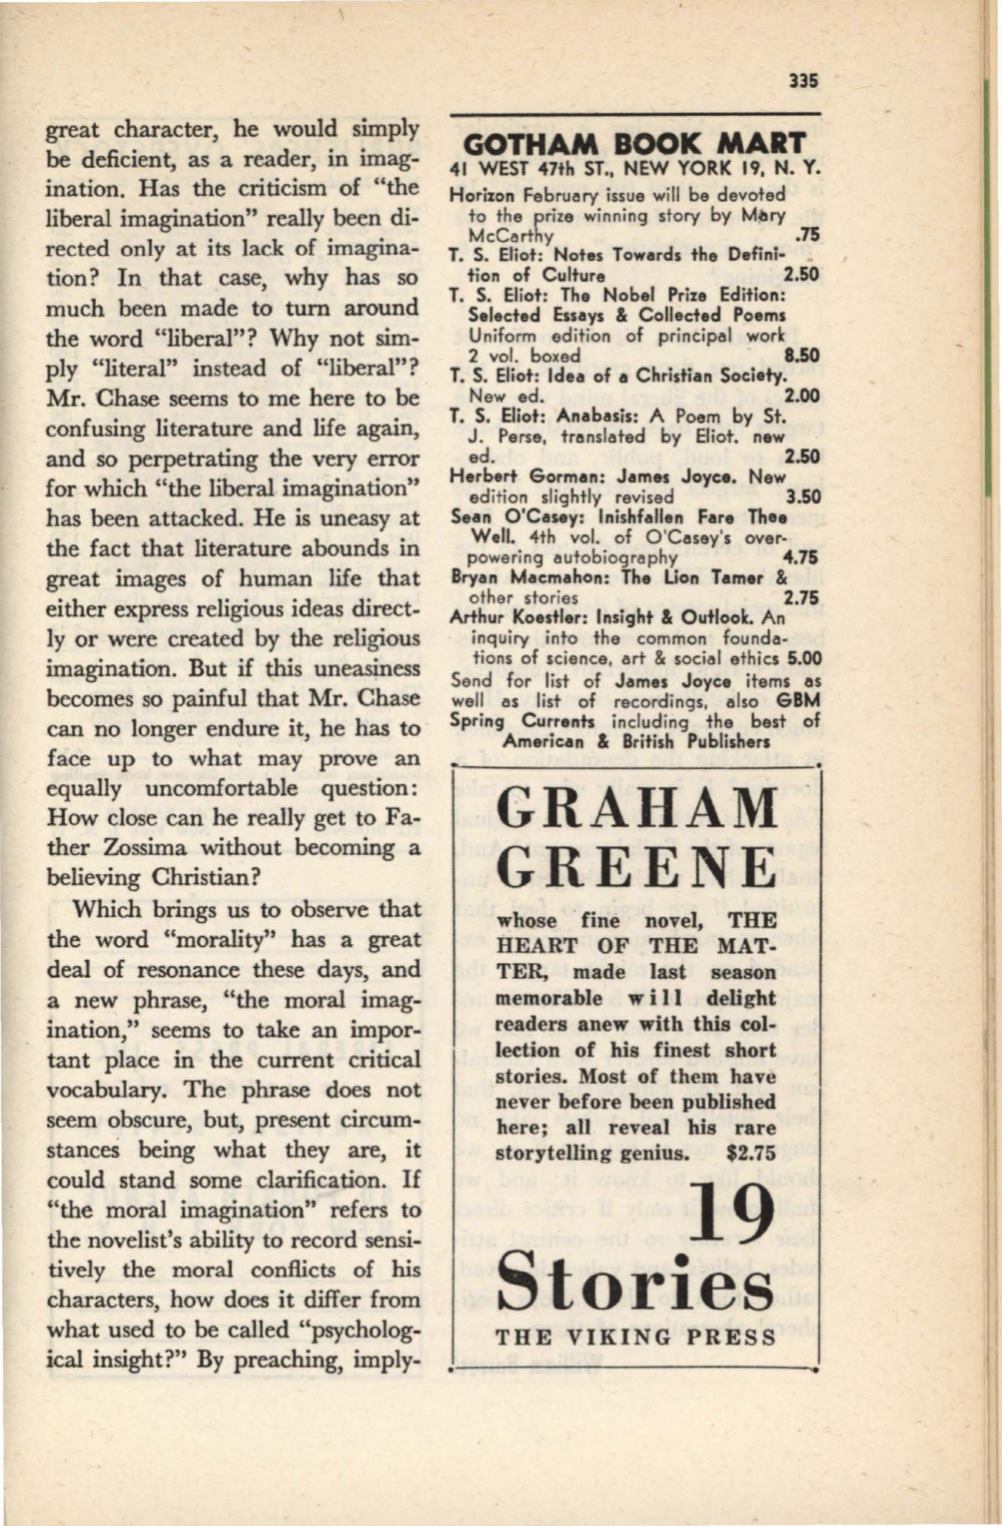 335
great character, he would simply
be deficient, as a reader, in imag-
ination. Has the criticism of “the
liberal imagination” really been di-
rected only at its lack of imagina-
tion? In that case, why has so
much been made to turn around
the word “liberal”? Why not sim-
ply “literal” instead of “liberal”?
Mr. Chase seems to me here to be
confusing literature and life again,
and so perpetrating the very error
for which “the liberal imagination”
has been attacked. He is uneasy at
the fact that literature abounds in
great images of human life that
either express religious ideas direct-
ly or were created by the religious
imagination. But if this uneasiness
becomes so painful that Mr. Chase
can no longer endure it, he has to
face up to what may prove an
equally uncomfortable question:
How close can he really get to Fa-
ther Zossima without becoming a
believing Christian?
Which brings us to observe that
the word “morality” has a great
deal of resonance these days, and
a new phrase, “the moral imag-
ination,” seems to take an impor-
tant place in the current critical
vocabulary. The phrase does not
seem obscure, but, present circum-
stances being what they are, it
could stand some clarification. If
“the moral imagination” refers to
the novelist’s ability to record sensi-
tively the moral conflicts of his
characters, how does it differ from
what used to be called “psycholog-
ical insight?” By preaching, imply-
GOTHAM BOOK MART
41 WEST 47th ST., NEW YORK 19, N. Y.
Horizon February issue will be devoted
to the prize winning story by Mary
McCarthy .75
T. S. Eliot: Notes Towards the Defini-
tion of Culture 2.50
T. S. Eliot: The Nobel Prize Edition:
Selected Essays & Collected Poems
Uniform edition of principal work
2 vol. boxed 8.50
T. S. Eliot: Idea of a Christian Society.
New ed. 2.00
T. S. Eliot: Anabasis: A Poem by St.
J. Perse, translated by Eliot. new
ed. 2.50
Herbert Gorman: James Joyce. New
edition slightly revised 3.50
Sean O'Casey: Inishfallen Fare Thee
Well. 4th vol. of O'Casey's over-
powering autobiography 4.75
Bryan Macmahon: The Lion Tamer &
other stories 2.75
Arthur Koestler: Insight & Outlook. An
inquiry into the common founda-
tions of science, art & social ethics 5.00
Send for list of James Joyce items as
well as list of recordings, also GBM
Spring Currents including the best of
American & British Publishers
GRAHAM
GREENE
whose fine novel, THE
HEART OF THE MAT-
TER, made last season
memorable will delight
readers anew with this col-
lection of his finest short
stories. Most of them have
never before been published
here; all reveal his rare
storytelling genius. $2.75
19
Stories
THE VIKING PRESS